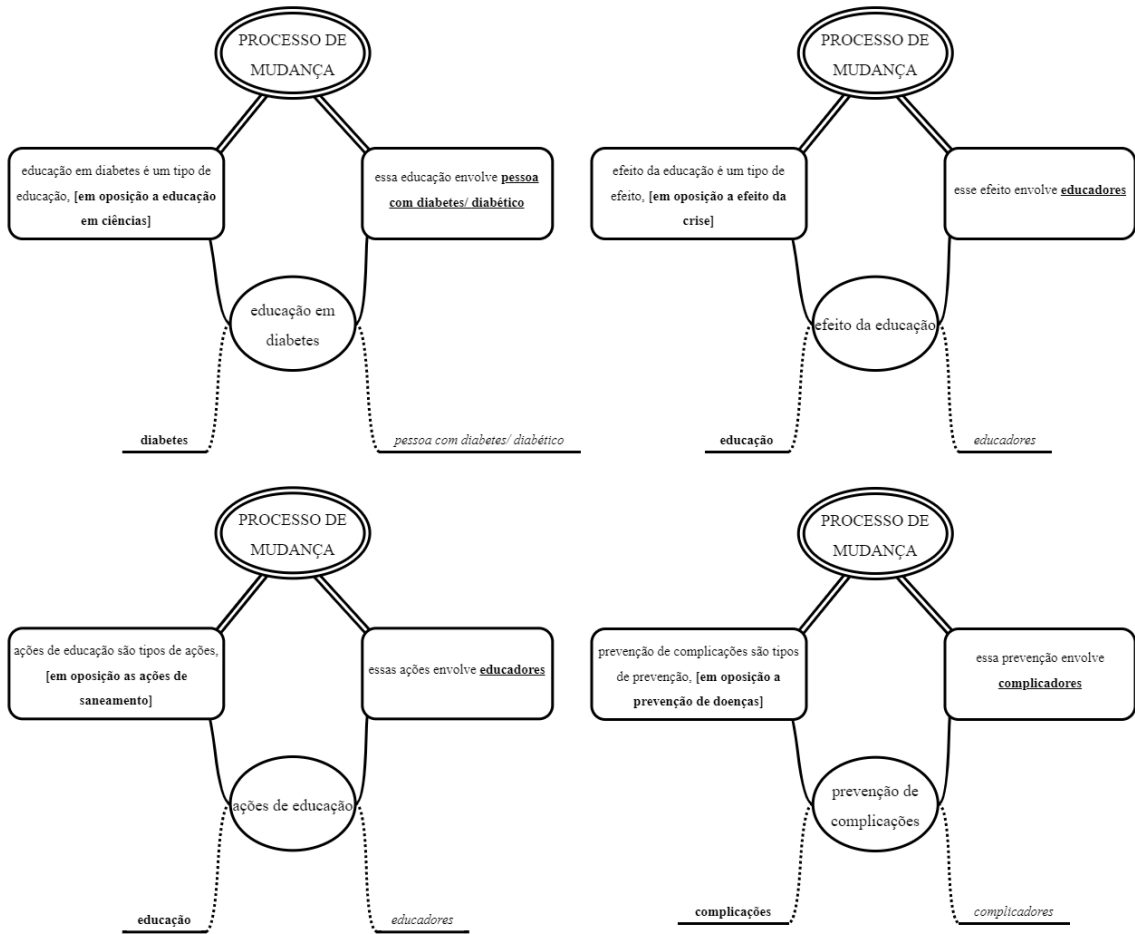 PROCESSO DE
MUDANÇA
educação em diabetes é um tipo de
educação, [em oposição a educação
em ciências]
essa educação envolve pessoa
com diabetes/ diabético
educação em
diabetes
diabetes
pessoa com diabetes/ diabético
PROCESSO DE
MUDANÇA
efeito da educação é um tipo de
efeito, [em oposição a efeito da
crise]
esse efeito envolve educadores
efeito da educação
educação
educadores
PROCESSO DE
MUDANÇA
ações de educação são tipos de ações,
[em oposição as ações de
saneamento]
essas ações envolve educadores
ações de educação
educação
educadores
PROCESSO DE
MUDANÇA
prevenção de complicações são tipos
de prevenção, [em oposição a
prevenção de doenças]
essa prevenção envolve
complicadores
prevenção de
complicações
complicações
complicadores